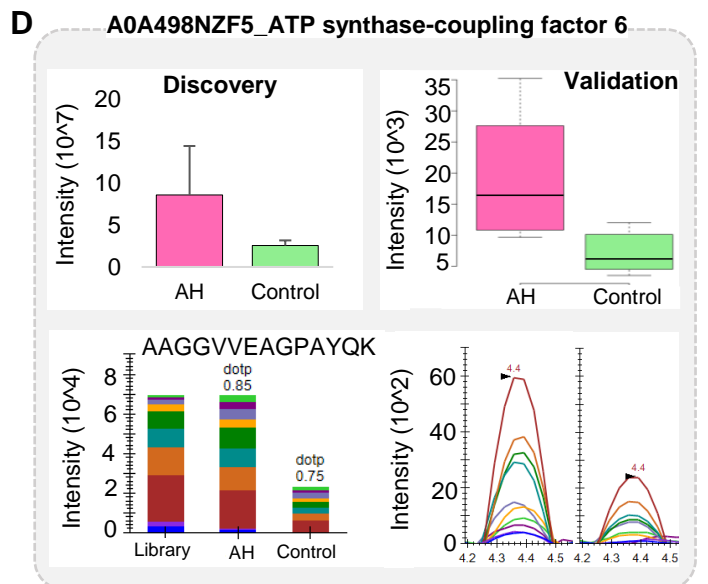 D
A0A498NZF5_ATP synthase-coupling factor 6
Discovery
Intensity (10^7)
20
15
10
5
0
AH Control
Validation
Intensity (10^3)
35
30
25
20
15
10
5
AH Control
AAGGVVEAGPAYQK
Intensity (10^4)
8
6
4
2
0
dotp
0.85
dotp
0.75
Library AH Control
Intensity (10^2)
60
40
20
0
4.4
4.4
4.2 4.3 4.4 4.5 4.2 4.3 4.4 4.5